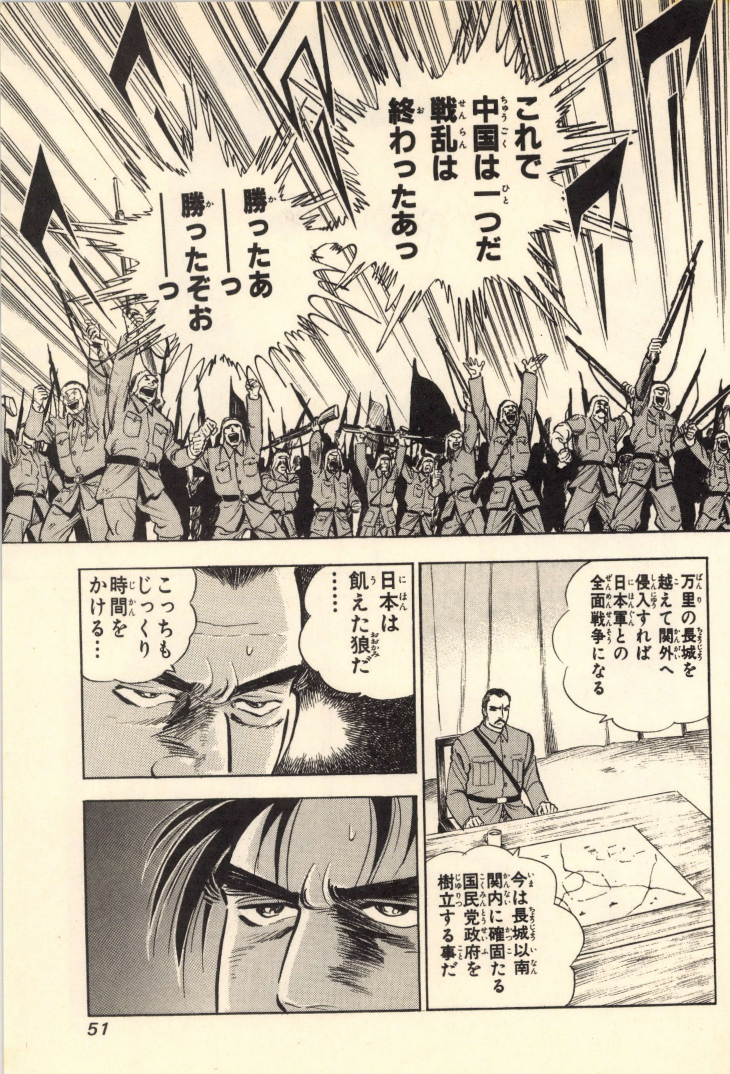 これで
中国は一つだ
戦乱は
終わったあっ
勝ったあ
――っ
勝ったぞお
――っ
万里の長城を
越えて関外へ
侵入すれば
日本軍との
全面戦争になる
今は長城以南
関内に確固たる
国民党政府を
樹立する事だ
日本は
飢えた狼だ
……
こっちも
じっくり
時間を
かける…
51